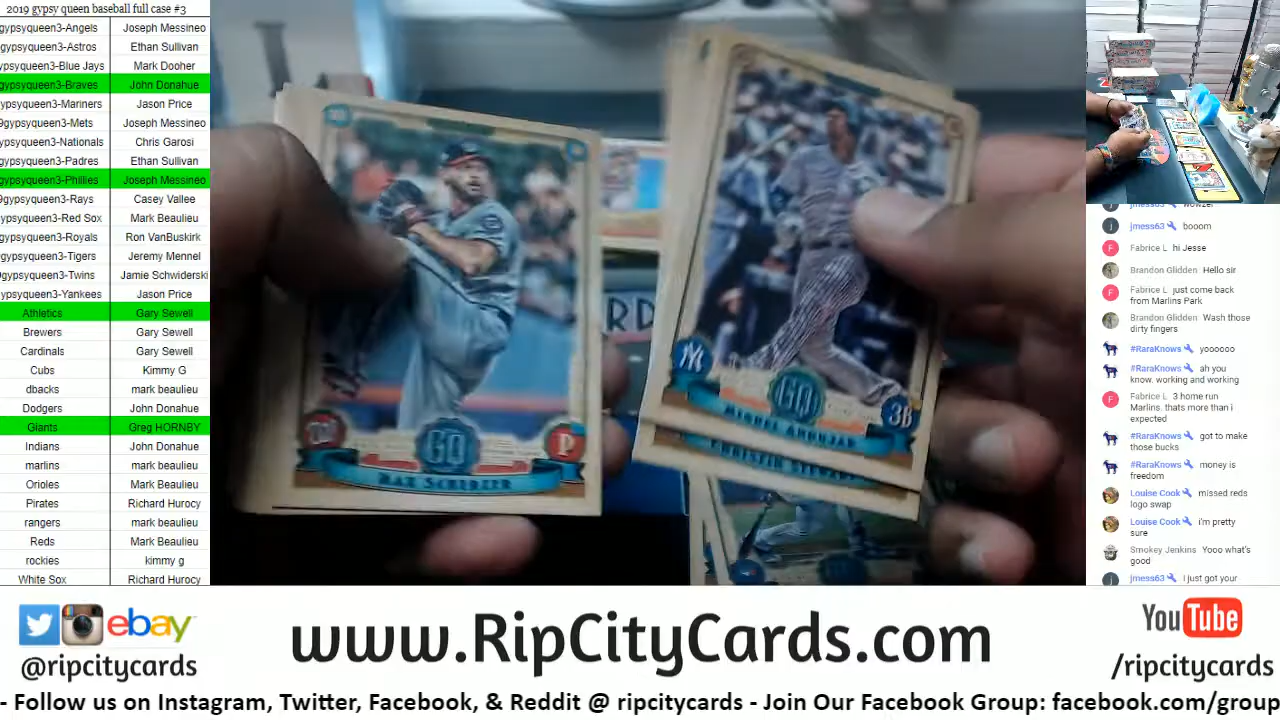 2019 gypsy queen baseball full case #3
gypsyqueen3-Angels Joseph Messineo
gypsyqueen3-Astros Ethan Sullivan
gypsyqueen3-Blue Jays Mark Dooher
gypsyqueen3-Braves John Donahue
gypsyqueen3-Mariners Jason Price
9gypsyqueen3-Mets Joseph Messineo
gypsyqueen3-Nationals Chris Garosi
gypsyqueen3-Padres Ethan Sullivan
gypsyqueen3-Phillies Joseph Messineo
9gypsyqueen3-Rays Casey Vallee
gypsyqueen3-Red Sox Mark Beaulieu
gypsyqueen3-Royals Ron VanBuskirk
9gypsyqueen3-Tigers Jeremy Mennel
9gypsyqueen3-Twins Jamie Schwiderski
ypsyqueen3-Yankees Jason Price
Athletics Gary Sewell
Brewers Gary Sewell
Cardinals Gary Sewell
Cubs Kimmy G
dbacks mark beaulieu
Dodgers John Donahue
Giants Greg HORNBY
Indians John Donahue
marlins mark beaulieu
Orioles Mark Beaulieu
Pirates Richard Hurocy
rangers mark beaulieu
Reds Mark Beaulieu
rockies kimmy g
White Sox Richard Hurocy
GQ
P
MAX SCHERZER
RD
NY
GQ
3B
MIGUEL ANDUJAR
jmess63 wowzer
jmess63 booom
Fabrice L hi Jesse
Brandon Glidden Hello sir
Fabrice L just come back
from Marlins Park
Brandon Glidden Wash those
dirty fingers
#RaraKnows yoooooo
#RaraKnows ah you
know. working and working
Fabrice L 3 home run
Marlins. thats more i
expected
#RaraKnows got to make
those bucks
#RaraKnows money is
freedom
Louise Cook missed reds
logo swap
Louise Cook i'm pretty
sure
Smokey Jenkins Yooo what's
good
jmess63 i just got your
ebay
@ripcitycards
www.RipCityCards.com
YouTube
/ripcitycards
- Follow us on Instagram, Twitter, Facebook, & Reddit @ ripcitycards - Join Our Facebook Group: facebook.com/group